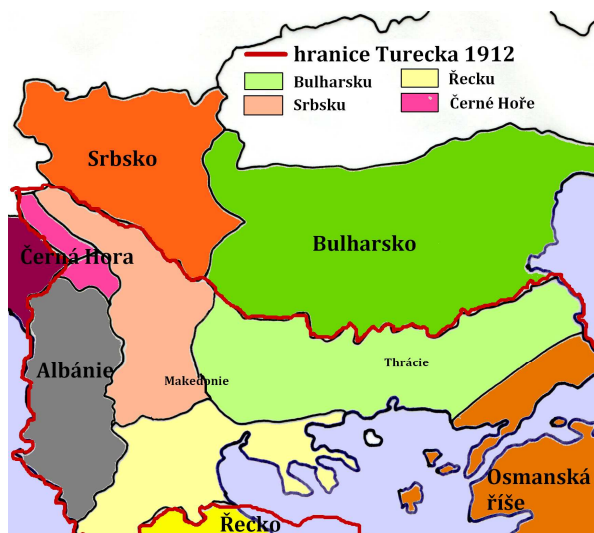 hranice Turecka 1912
Bulharsku
Řecku
Srbsku
Černé Hoře
Srbsko
Bulharsko
Černá Hora
Thrácie
Albánie
Makedonie
Osmanská
říše
Řecko